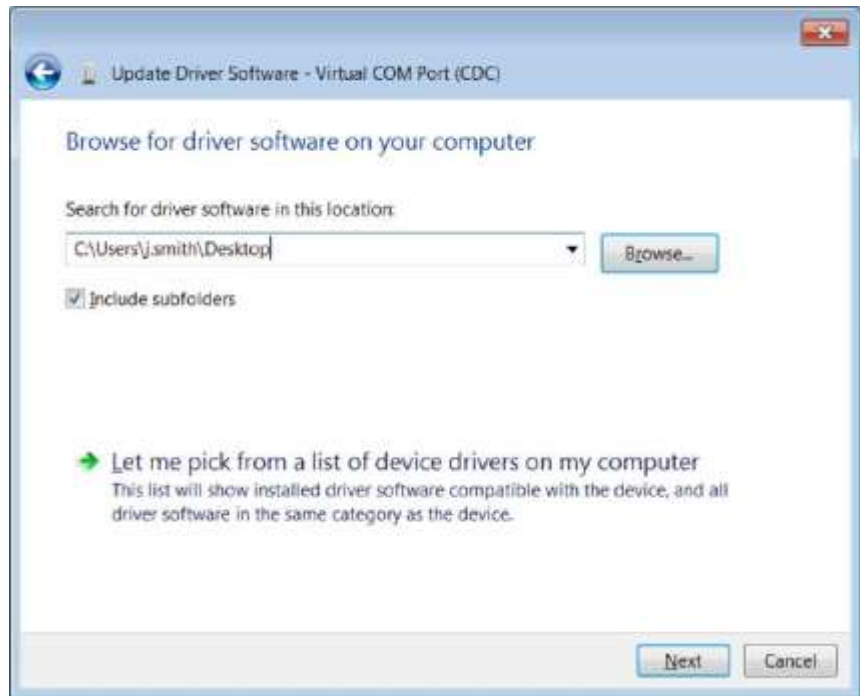 Update Driver Software - Virtual COM Port (CDC)
Browse for driver software on your computer
Search for driver software in this location:
C:\Users\j.smith\Desktop
Browse...
Include subfolders
Let me pick from a list of device drivers on my computer
This list will show installed driver software compatible with the device, and all
driver software in the same category as the device.
Next Cancel